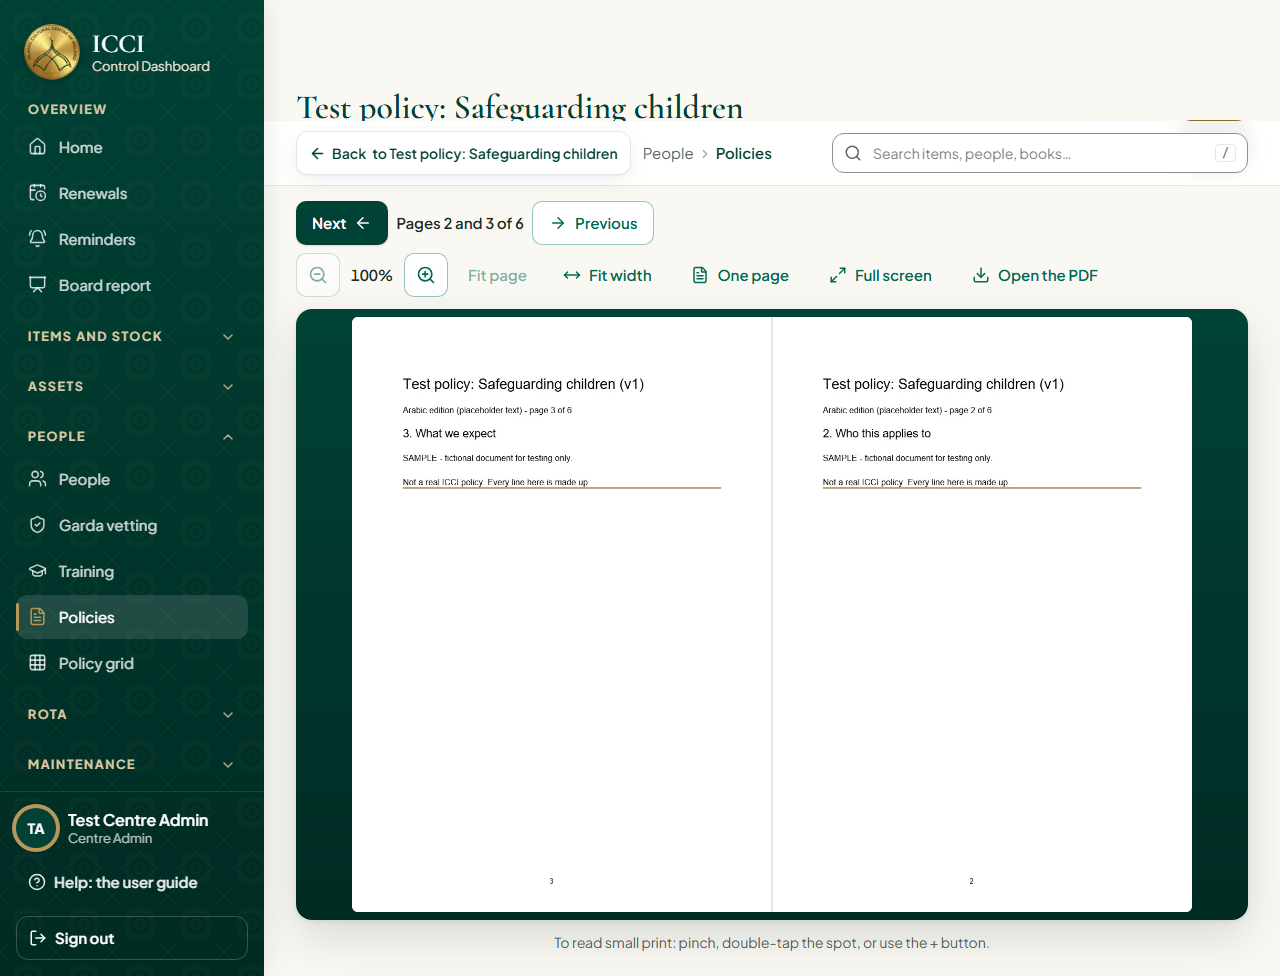 ICCI
Control Dashboard
OVERVIEW
Home
Renewals
Reminders
Board report
ITEMS AND STOCK
ASSETS
PEOPLE
People
Garda vetting
Training
Policies
Policy grid
ROTA
MAINTENANCE
TA
Test Centre Admin
Centre Admin
Help: the user guide
Sign out
Test policy: Safeguarding children
Back to Test policy: Safeguarding children
People > Policies
Search items, people, books...
/
Next
Pages 2 and 3 of 6
Previous
100%
Fit page
Fit width
One page
Full screen
Open the PDF
Test policy: Safeguarding children (v1)
Arabic edition (placeholder text) - page 3 of 6
3. What we expect
SAMPLE - fictional document for testing only.
Not a real ICCI policy. Every line here is made up.
3
Test policy: Safeguarding children (v1)
Arabic edition (placeholder text) - page 2 of 6
2. Who this applies to
SAMPLE - fictional document for testing only.
Not a real ICCI policy. Every line here is made up.
2
To read small print: pinch, double-tap the spot, or use the + button.